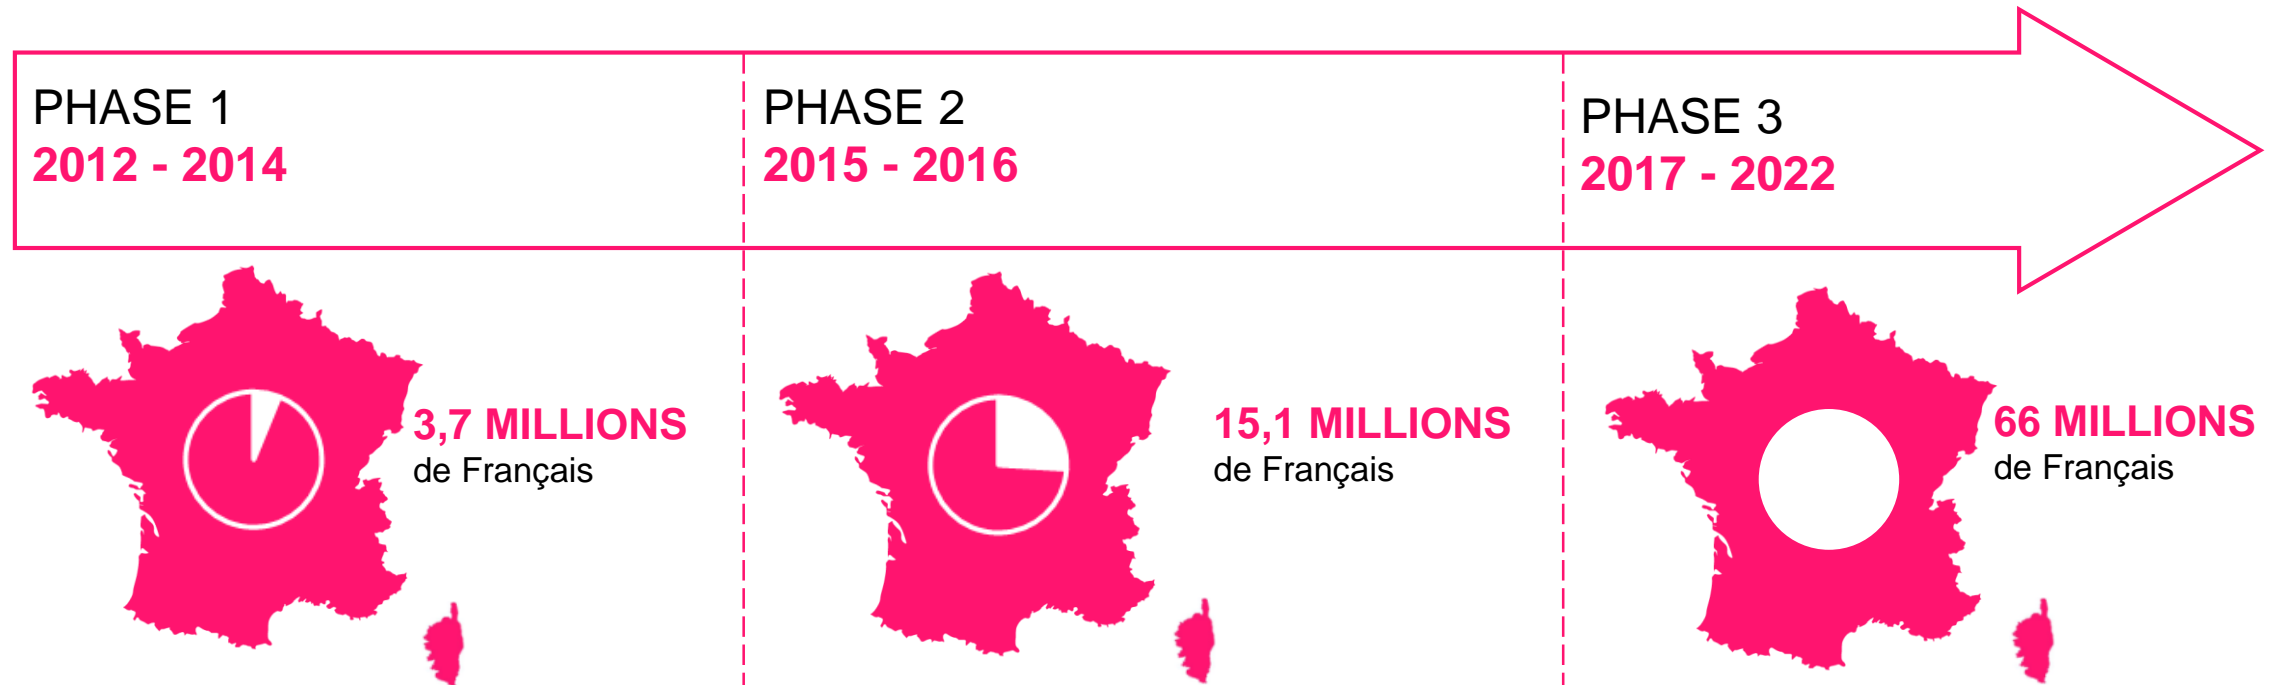 PHASE 1
2012 - 2014
PHASE 2
2015 - 2016
PHASE 3
2017 - 2022
3,7 MILLIONS
de Français
15,1 MILLIONS
de Français
66 MILLIONS
de Français